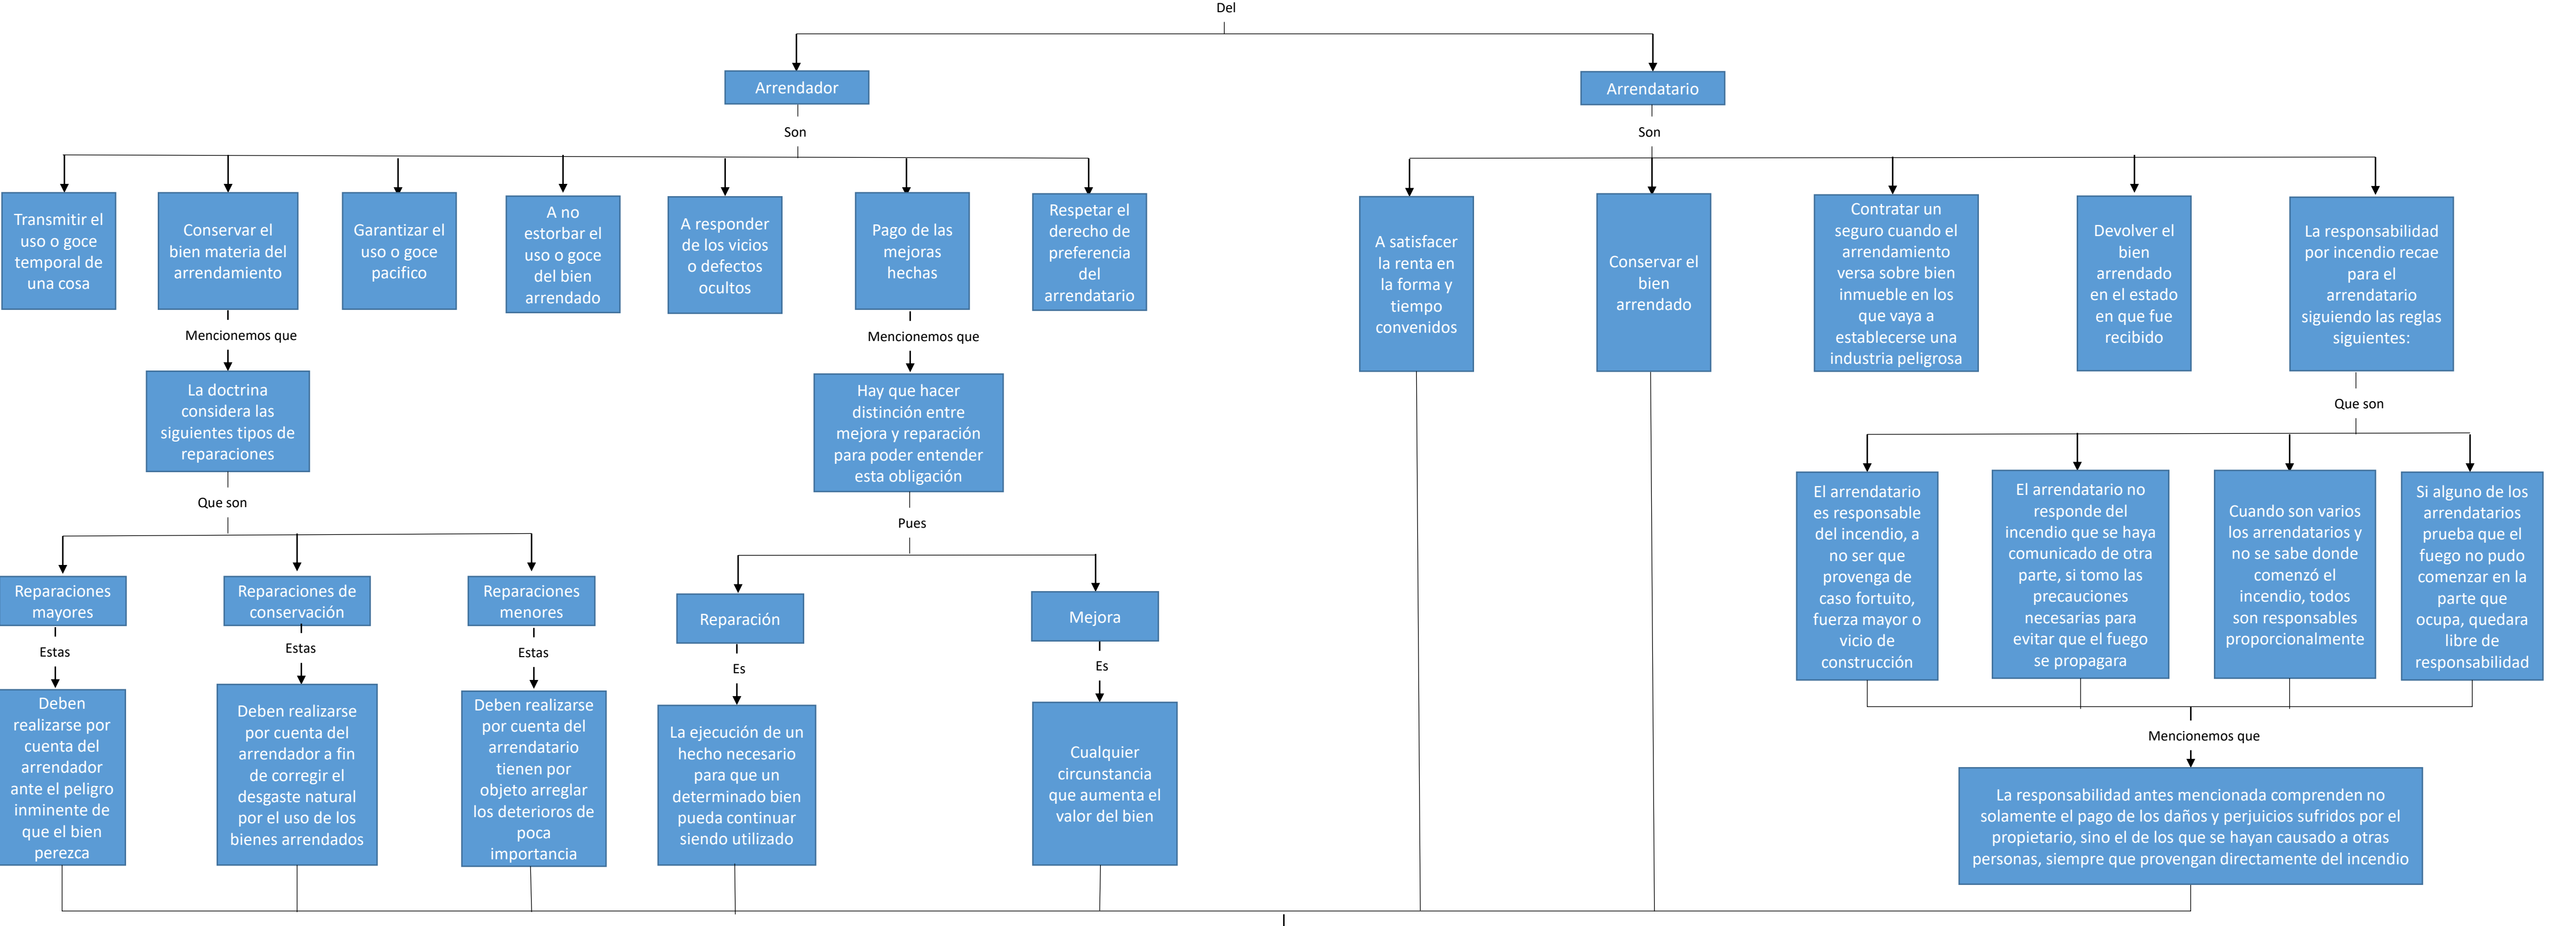 Del
Arrendador
Arrendatario
Son
Son
Transmitir el
uso o goce
temporal de
una cosa
Conservar el
bien materia del
arrendamiento
Garantizar el
uso o goce
pacifico
A no
estorbar el
uso o goce
del bien
arrendado
A responder
de los vicios
o defectos
ocultos
Pago de las
mejoras
hechas
Respetar el
derecho de
preferencia
del
arrendatario
A satisfacer
la renta en
la forma y
tiempo
convenidos
Conservar el
bien
arrendado
Contratar un
seguro cuando el
arrendamiento
versa sobre bien
inmueble en los
que vaya a
establecerse una
industria peligrosa
Devolver el
bien
arrendado
en el estado
en que fue
recibido
La responsabilidad
por incendio recae
para el
arrendatario
siguiendo las reglas
siguientes:
Mencionemos que
Mencionemos que
La doctrina
considera las
siguientes tipos de
reparaciones
Hay que hacer
distinción entre
mejora y reparación
para poder entender
esta obligación
Que son
Que son
Pues
El arrendatario
es responsable
del incendio, a
no ser que
provenga de
caso fortuito,
fuerza mayor o
vicio de
construcción
El arrendatario no
responde del
incendio que se haya
comunicado de otra
parte, si tomo las
precauciones
necesarias para
evitar que el fuego
se propagara
Cuando son varios
los arrendatarios y
no se sabe donde
comenzó el
incendio, todos
son responsables
proporcionalmente
Si alguno de los
arrendatarios
prueba que el
fuego no pudo
comenzar en la
parte que
ocupa, quedara
libre de
responsabilidad
Reparaciones
mayores
Reparaciones de
conservación
Reparaciones
menores
Reparación
Mejora
Estas
Estas
Estas
Es
Es
Deben
realizarse por
cuenta del
arrendador
ante el peligro
inminente de
que el bien
perezca
Deben realizarse
por cuenta del
arrendador a fin
de corregir el
desgaste natural
por el uso de los
bienes arrendados
Deben realizarse
por cuenta del
arrendatario
tienen por
objeto arreglar
los deterioros de
poca
importancia
La ejecución de un
hecho necesario
para que un
determinado bien
pueda continuar
siendo utilizado
Cualquier
circunstancia
que aumenta el
valor del bien
Mencionemos que
La responsabilidad antes mencionada comprenden no
solamente el pago de los daños y perjuicios sufridos por el
propietario, sino el de los que se hayan causado a otras
personas, siempre que provengan directamente del incendio